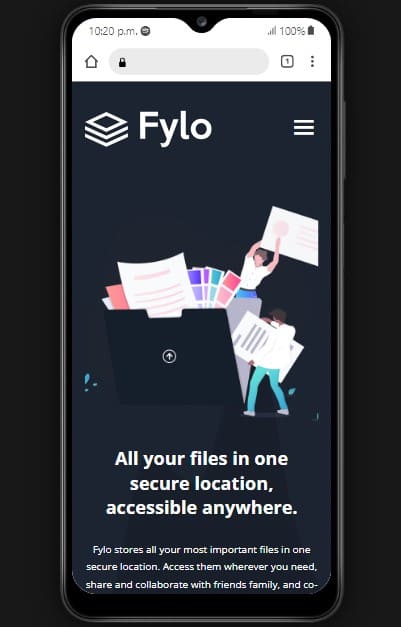 10:20 p.m.
100%
1
Fylo
All your files in one
secure location,
accessible anywhere.
Fylo stores all your most important files in one
secure location. Access them wherever you need,
share and collaborate with friends family, and co-